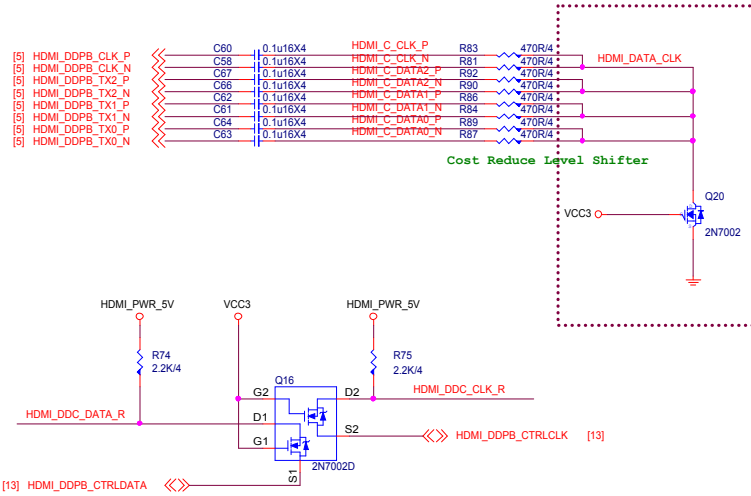 [5] HDMI_DDPB_CLK_P C60 0.1u16X4 HDMI_C_CLK_P R83 470R/4 HDMI_DATA_CLK
[5] HDMI_DDPB_CLK_N C58 0.1u16X4 HDMI_C_CLK_N R81 470R/4
[5] HDMI_DDPB_TX2_P C67 0.1u16X4 HDMI_C_DATA2_P R92 470R/4
[5] HDMI_DDPB_TX2_N C66 0.1u16X4 HDMI_C_DATA2_N R90 470R/4
[5] HDMI_DDPB_TX1_P C62 0.1u16X4 HDMI_C_DATA1_P R86 470R/4
[5] HDMI_DDPB_TX1_N C61 0.1u16X4 HDMI_C_DATA1_N R84 470R/4
[5] HDMI_DDPB_TX0_P C64 0.1u16X4 HDMI_C_DATA0_P R89 470R/4
[5] HDMI_DDPB_TX0_N C63 0.1u16X4 HDMI_C_DATA0_N R87 470R/4
Cost Reduce Level Shifter
Q20
VCC3
2N7002
HDMI_PWR_5V VCC3 HDMI_PWR_5V
R74 R75
2.2K/4 2.2K/4
Q16
G2 D2 HDMI_DDC_CLK_R
HDMI_DDC_DATA_R D1
S2 HDMI_DDPB_CTRLCLK [13]
G1
2N7002D
S1
[13] HDMI_DDPB_CTRLDATA